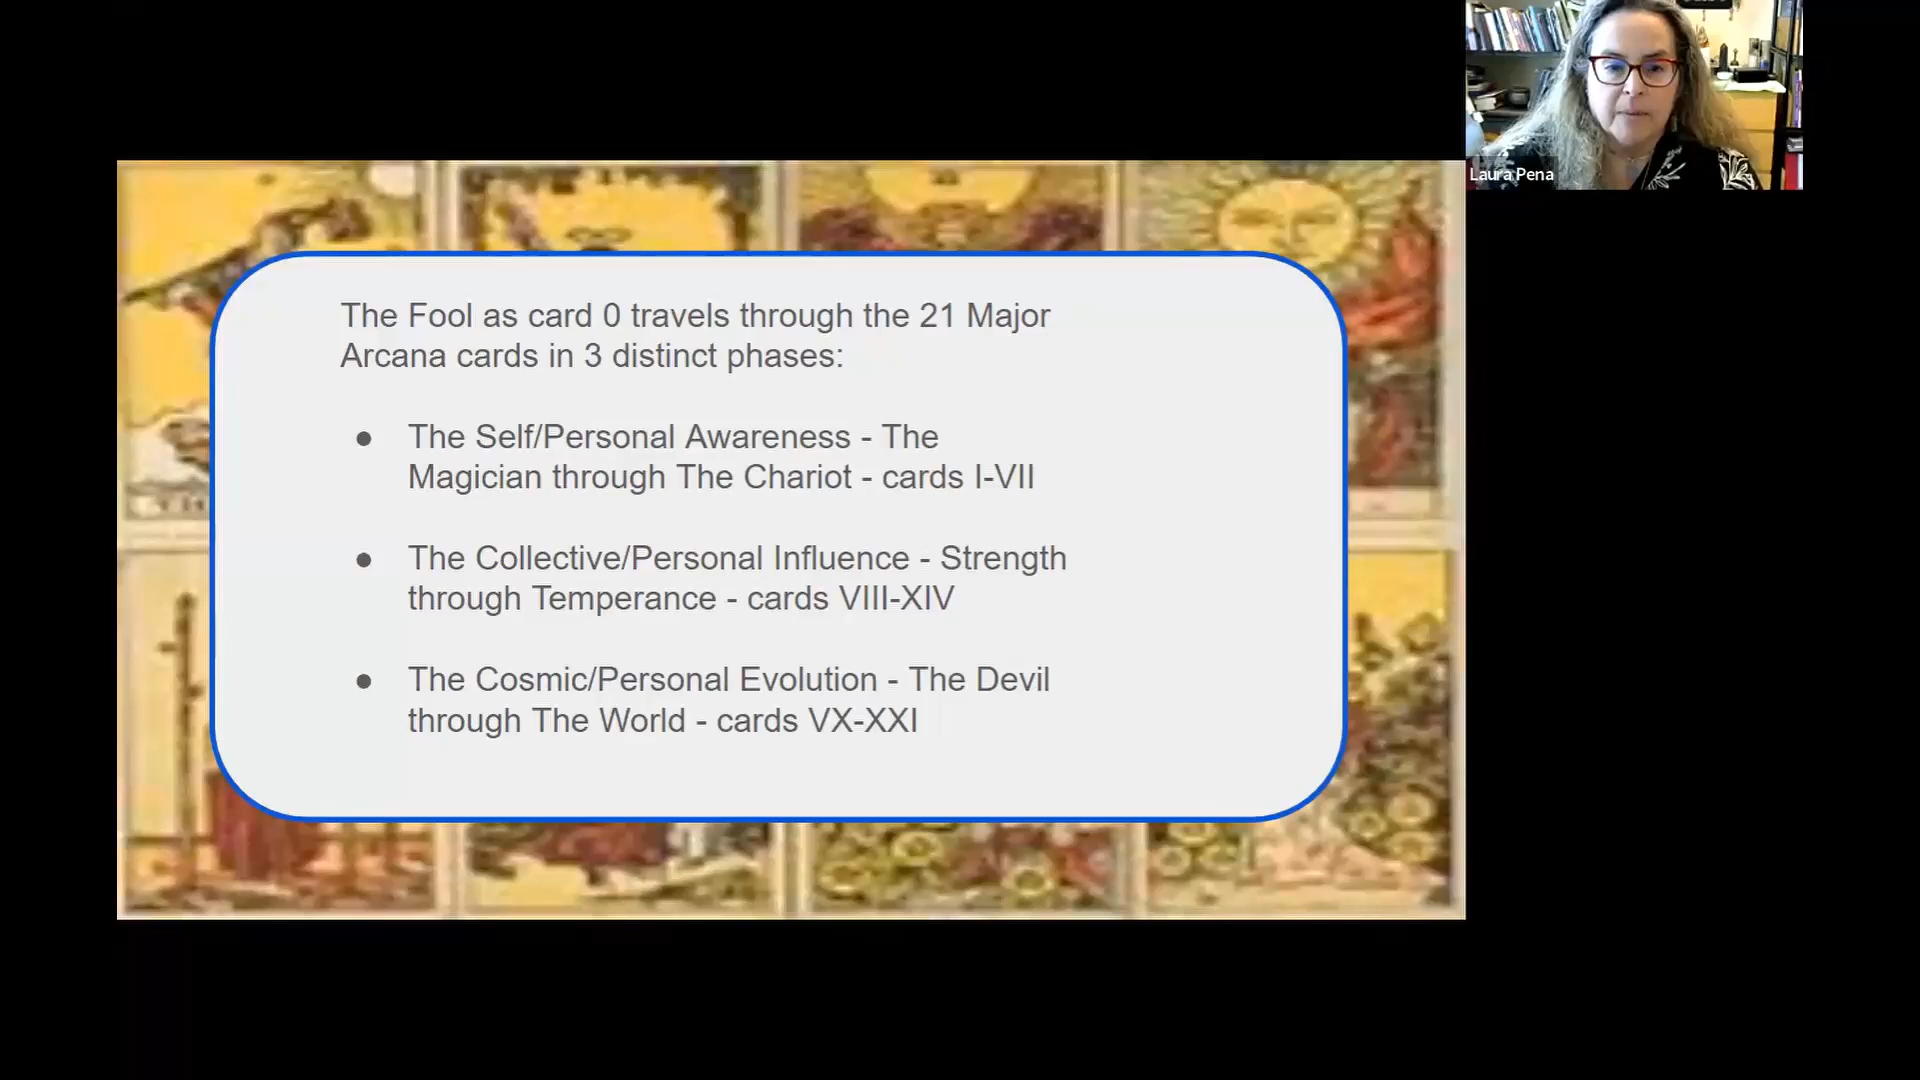 Laura Pena
The Fool as card 0 travels through the 21 Major
Arcana cards in 3 distinct phases:
● The Self/Personal Awareness - The
Magician through The Chariot - cards I-VII
● The Collective/Personal Influence - Strength
through Temperance - cards VIII-XIV
● The Cosmic/Personal Evolution - The Devil
through The World - cards VX-XXI